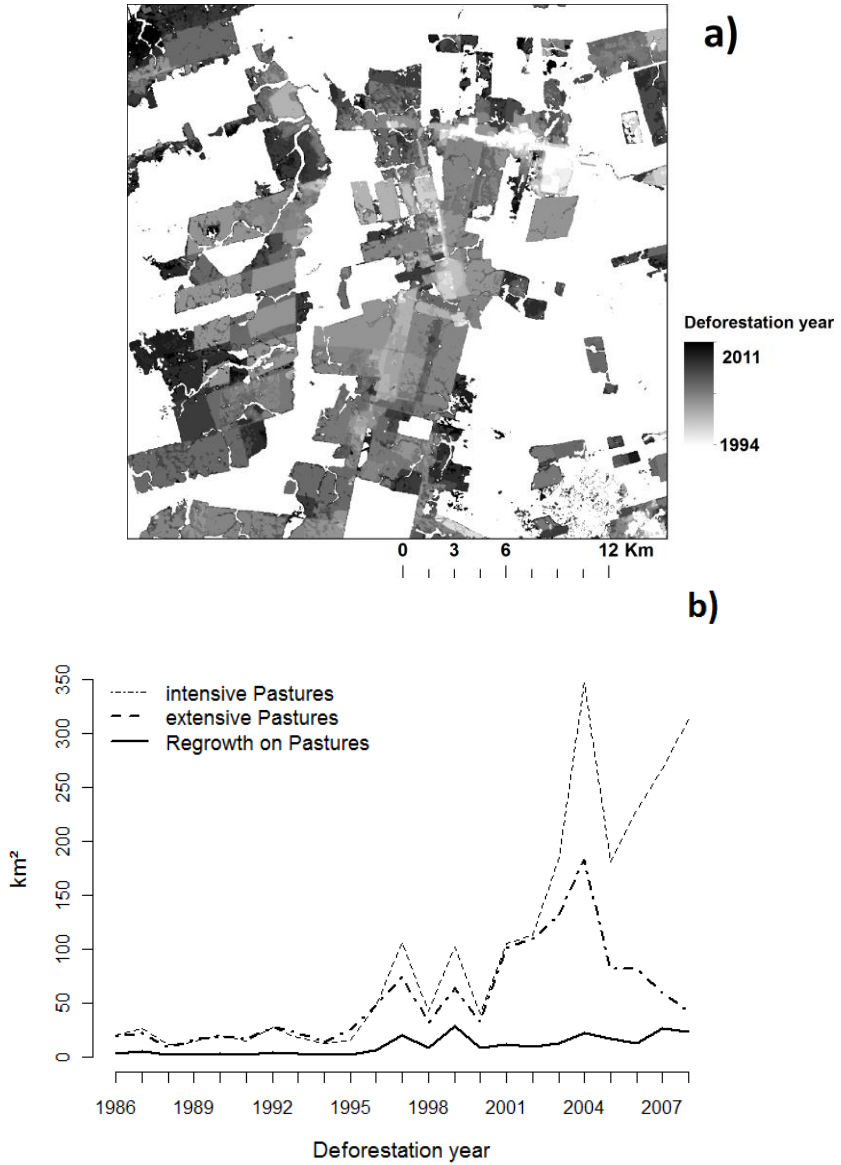 a)
Deforestation year
2011
1994
0 3 6 12 Km
b)
350
300
250
200
150
100
50
0
km²
intensive Pastures
extensive Pastures
Regrowth on Pastures
1986 1989 1992 1995 1998 2001 2004 2007
Deforestation year